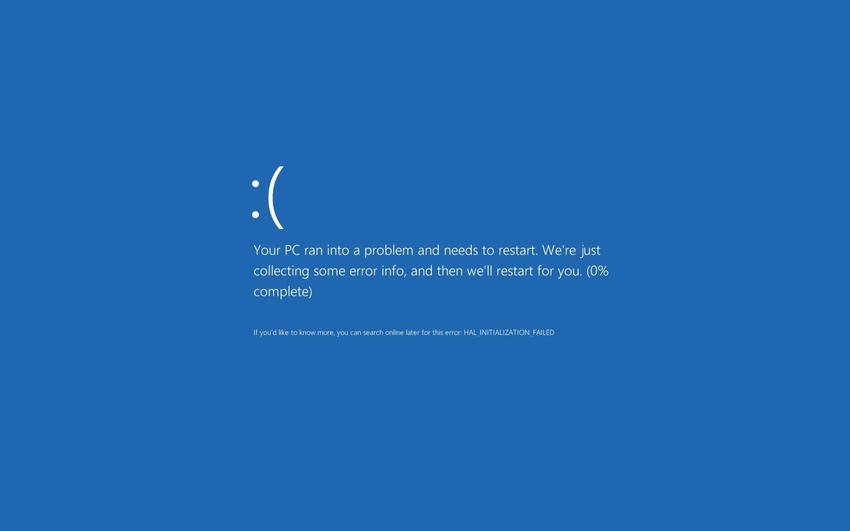 :(
Your PC ran into a problem and needs to restart. We're just
collecting some error info, and then we'll restart for you. (0%
complete)
If you'd like to know more, you can search online later for this error: HAL_INITIALIZATION_FAILED